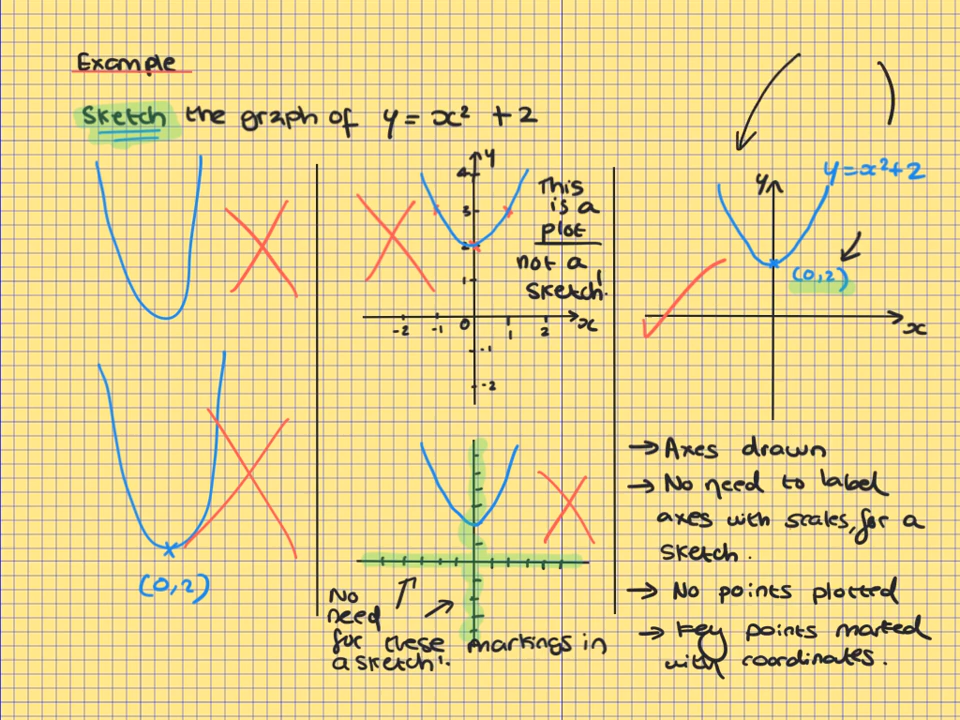 Example
Sketch the graph of y = x² + 2
(0,2)
y
4
3
2
1
-2 -1 0 1 2 x
-1
-2
This
is a
plot
not a
sketch!
No
need
for these markings in
a sketch!
y
y=x²+2
(0,2)
x
→ Axes drawn
→ No need to label
axes with scales, for a
sketch.
→ No points plotted
→ Key points marked
with coordinates.